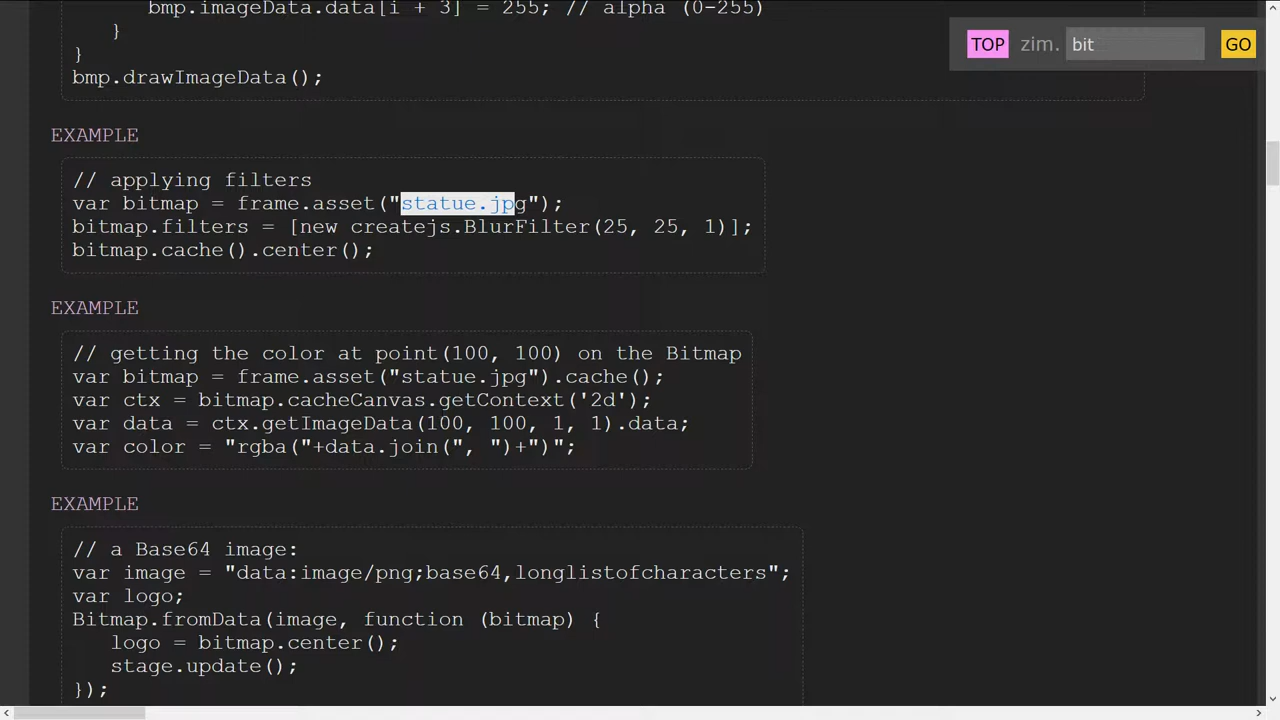 bmp.imageData.data[i + 3] = 255; // alpha (0-255)
}
}
bmp.drawImageData();
TOP zim. bit GO
EXAMPLE
// applying filters
var bitmap = frame.asset("statue.jpg");
bitmap.filters = [new createjs.BlurFilter(25, 25, 1)];
bitmap.cache().center();
EXAMPLE
// getting the color at point(100, 100) on the Bitmap
var bitmap = frame.asset("statue.jpg").cache();
var ctx = bitmap.cacheCanvas.getContext('2d');
var data = ctx.getImageData(100, 100, 1, 1).data;
var color = "rgba("+data.join(", ")+")";
EXAMPLE
// a Base64 image:
var image = "data:image/png;base64,longlistofcharacters";
var logo;
Bitmap.fromData(image, function (bitmap) {
logo = bitmap.center();
stage.update();
});